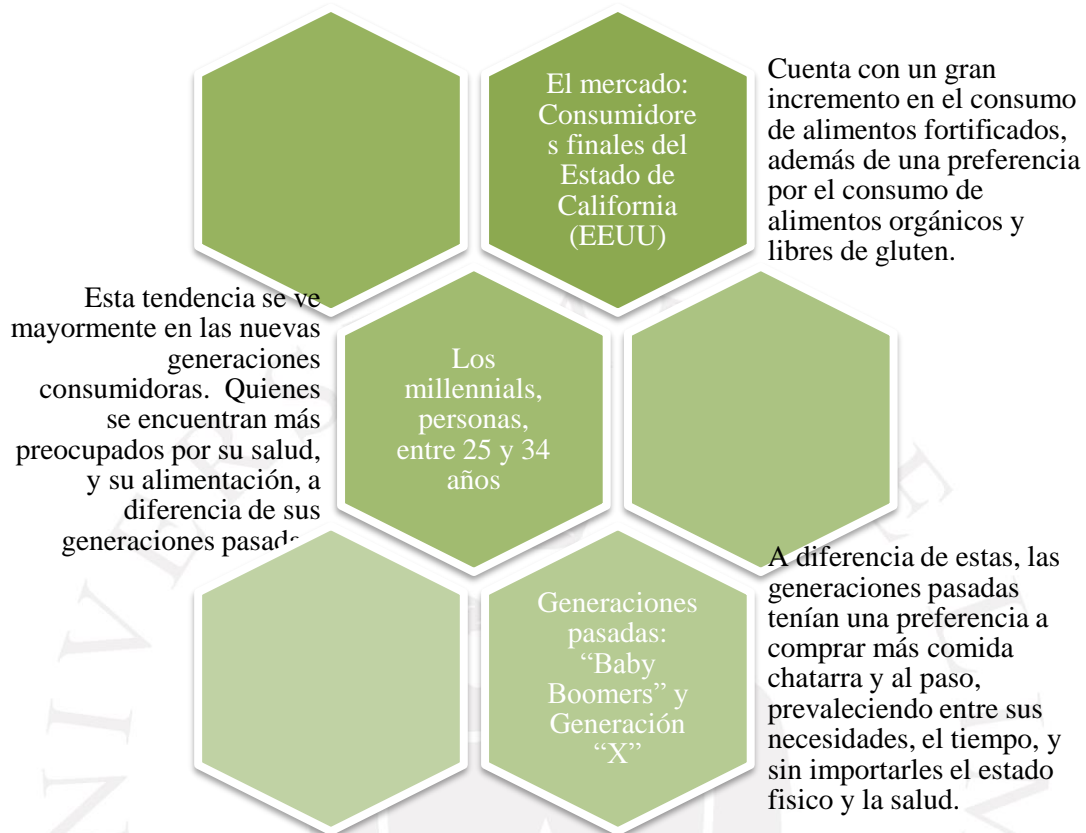 El mercado:
Consumidore
s finales del
Estado de
California
(EEUU)
Cuenta con un gran
incremento en el consumo
de alimentos fortificados,
además de una preferencia
por el consumo de
alimentos orgánicos y
libres de gluten.
Esta tendencia se ve
mayormente en las nuevas
generaciones
consumidoras. Quienes
se encuentran más
preocupados por su salud,
y su alimentación, a
diferencia de sus
generaciones
Los
millennials,
personas,
entre 25 y 34
años
Generaciones
pasadas:
“Baby
Boomers” y
Generación
“X”
A diferencia de estas, las
generaciones pasadas
tenían una preferencia a
comprar más comida
chatarra y al paso,
prevaleciendo entre sus
necesidades, el tiempo, y
sin importarles el estado
fisico y la salud.